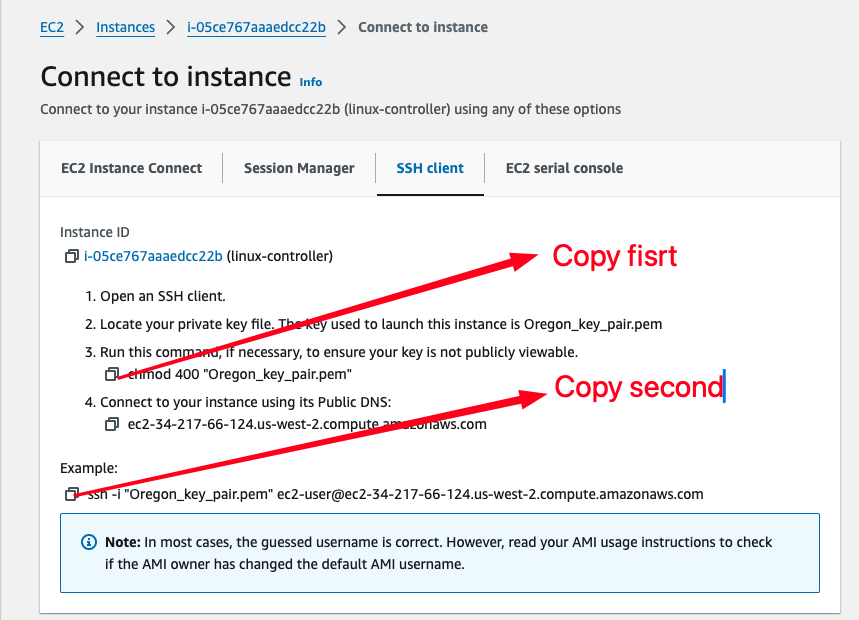 EC2 > Instances > i-05ce767aaaedcc22b > Connect to instance
Connect to instance Info
Connect to your instance i-05ce767aaaedcc22b (linux-controller) using any of these options
EC2 Instance Connect Session Manager SSH client EC2 serial console
Instance ID
i-05ce767aaaedcc22b (linux-controller)
Copy fisrt
1. Open an SSH client.
2. Locate your private key file. The key used to launch this instance is Oregon_key_pair.pem
3. Run this command, if necessary, to ensure your key is not publicly viewable.
chmod 400 "Oregon_key_pair.pem"
Copy second
4. Connect to your instance using its Public DNS:
ec2-34-217-66-124.us-west-2.compute.amazonaws.com
Example:
ssh -i "Oregon_key_pair.pem" ec2-user@ec2-34-217-66-124.us-west-2.compute.amazonaws.com
Note: In most cases, the guessed username is correct. However, read your AMI usage instructions to check
if the AMI owner has changed the default AMI username.